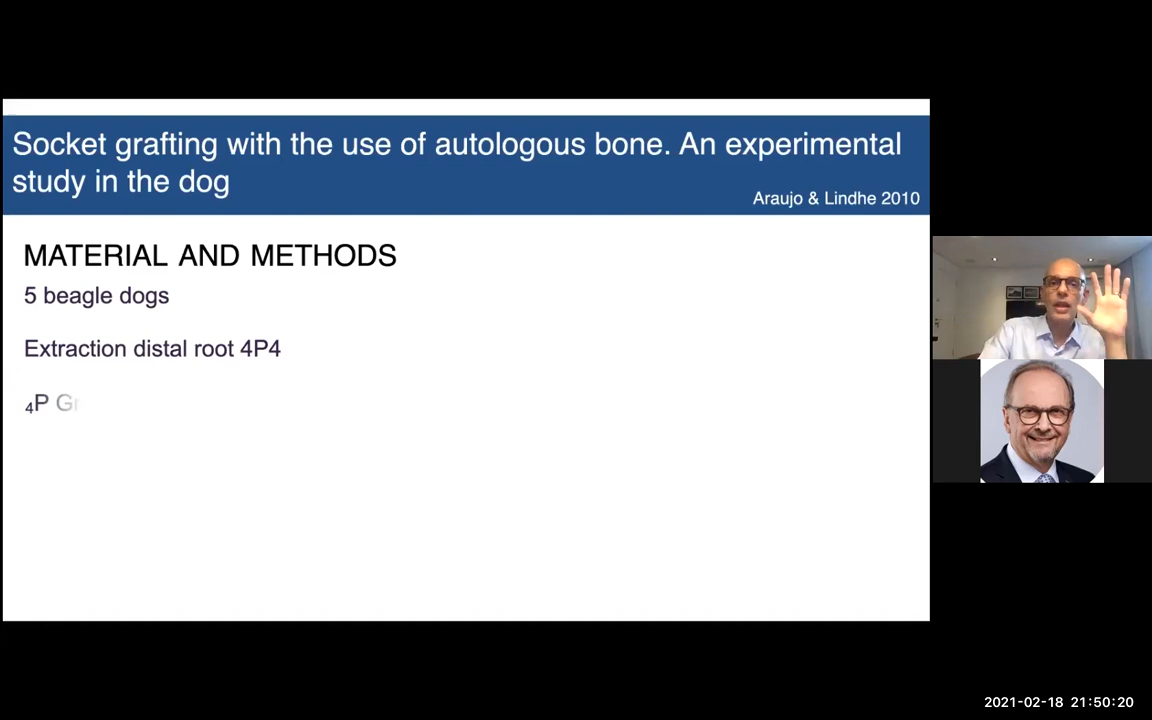 Socket grafting with the use of autologous bone. An experimental
study in the dog
Araujo & Lindhe 2010
MATERIAL AND METHODS
5 beagle dogs
Extraction distal root 4P4
₄P G
2021-02-18 21:50:20